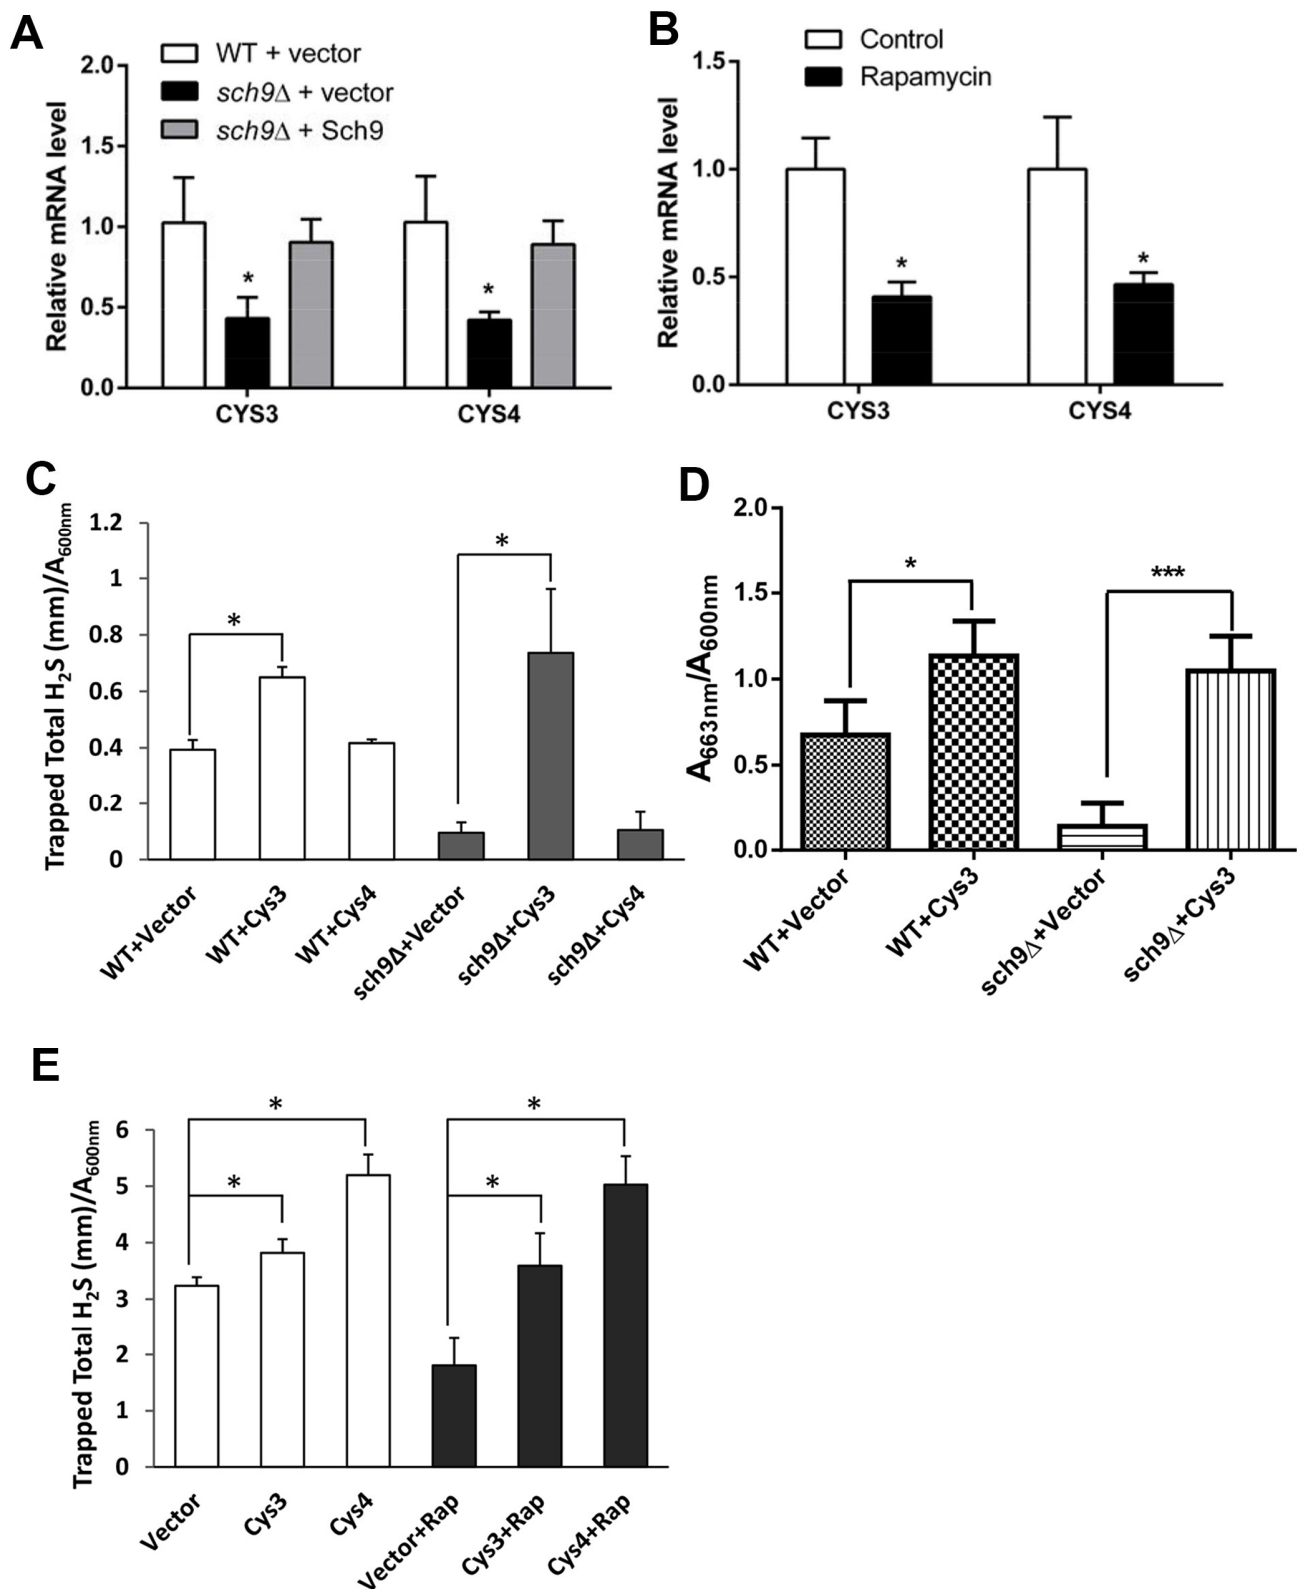 A
WT + vector
sch9Δ + vector
sch9Δ + Sch9
Relative mRNA level
2.0
1.5
1.0
0.5
0.0
*
*
CYS3
CYS4
B
Control
Rapamycin
Relative mRNA level
1.5
1.0
0.5
0.0
*
*
CYS3
CYS4
C
Trapped Total H₂S (mm)/A₆₀₀ₙₘ
1.2
1
0.8
0.6
0.4
0.2
0
*
*
WT+Vector
WT+Cys3
WT+Cys4
sch9Δ+Vector
sch9Δ+Cys3
sch9Δ+Cys4
D
A₆₆₃ₙₘ/A₆₀₀ₙₘ
2.0
1.5
1.0
0.5
0.0
*
***
WT+Vector
WT+Cys3
sch9Δ+Vector
sch9Δ+Cys3
E
Trapped Total H₂S (mm)/A₆₀₀ₙₘ
6
5
4
3
2
1
0
*
*
*
*
Vector
Cys3
Cys4
Vector+Rap
Cys3+Rap
Cys4+Rap